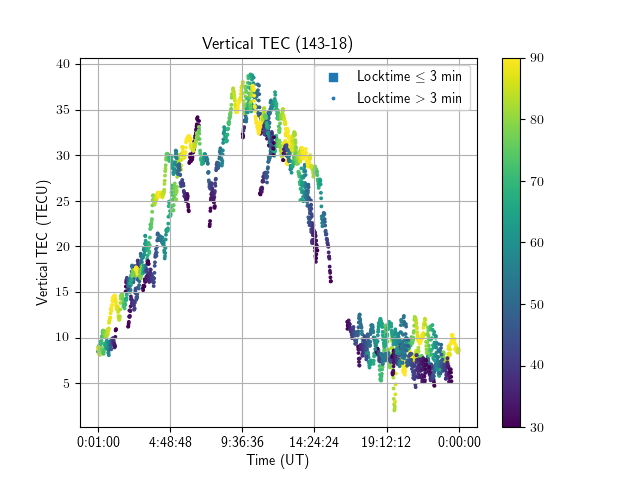 Vertical TEC (143-18)
Locktime ≤ 3 min
Locktime > 3 min
Vertical TEC (TECU)
40
35
30
25
20
15
10
5
0:01:00 4:48:48 9:36:36 14:24:24 19:12:12 0:00:00
Time (UT)
90
80
70
60
50
40
30